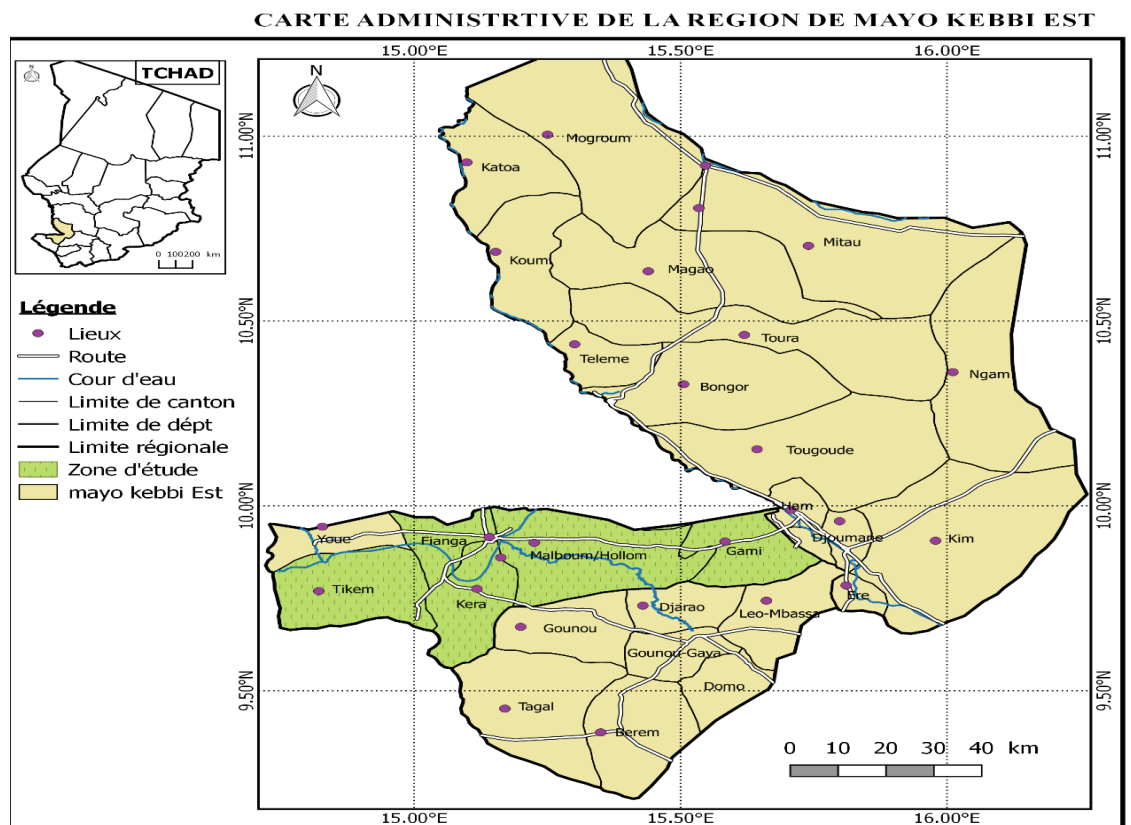 CARTE ADMINISTRTIVE DE LA REGION DE MAYO KEBBI EST
15.00°E 15.50°E 16.00°E
TCHAD
N
0 100200 km
Légende
Lieux
Route
Cour d'eau
Limite de canton
Limite de dépt
Limite régionale
Zone d'étude
mayo kebbi Est
11.00°N 11.00°N
10.50°N 10.50°N
10.00°N 10.00°N
9.50°N 9.50°N
Mogroum
Katoa
Mitau
Koum
Magao
Toura
Teleme
Ngam
Bongor
Tougoude
Ham
Youe
Fianga
Djoumane
Kim
Malboum/Hollom
Gami
Tikem
Kera
Ere
Djarao
Leo-Mbassa
Gounou
Gounou-Gaya
Domo
Tagal
Berem
0 10 20 30 40 km
15.00°E 15.50°E 16.00°E